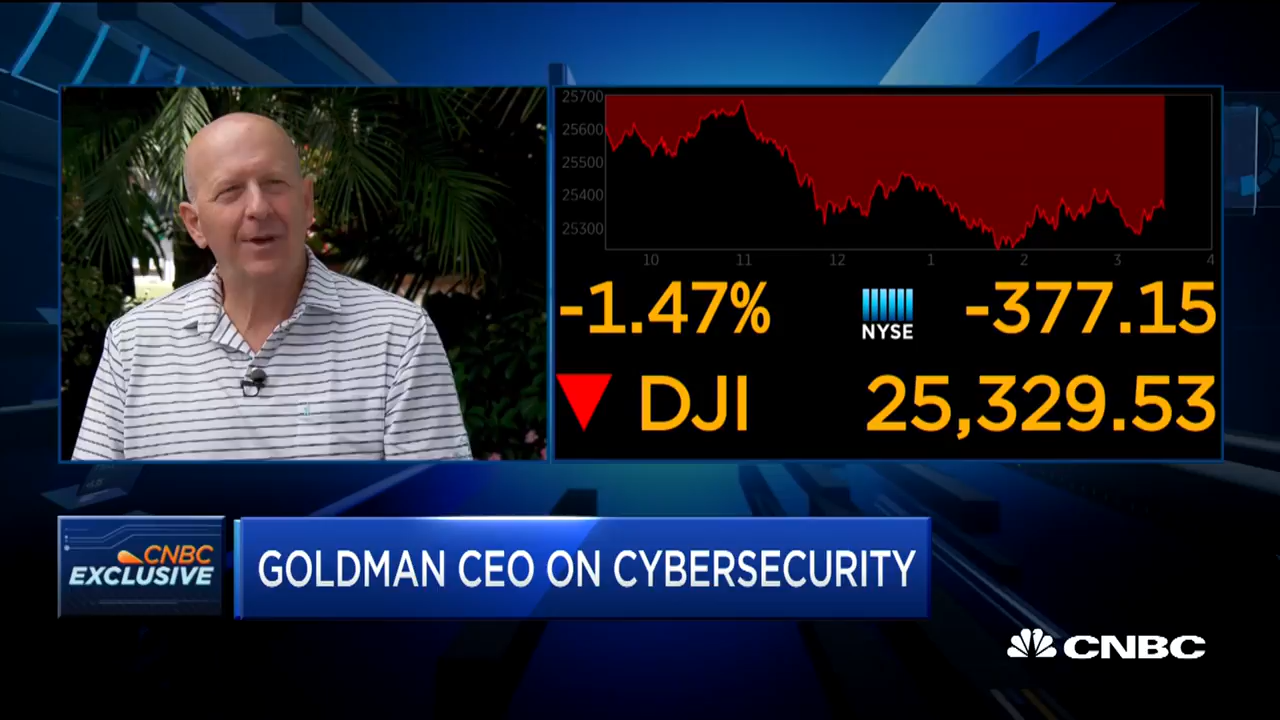 25700
25600
25500
25400
25300
10 11 12 1 2 3 4
-1.47% NYSE -377.15
DJI 25,329.53
CNBC
EXCLUSIVE
GOLDMAN CEO ON CYBERSECURITY
CNBC